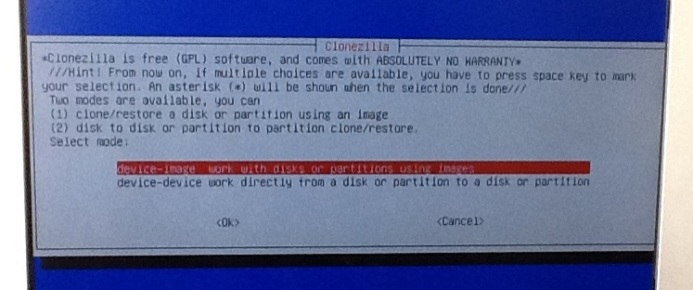 Clonezilla
*Clonezilla is free (GPL) software, and comes with ABSOLUTELY NO WARRANTY*
///Hint! From now on, if multiple choices are available, you have to press space key to mark
your selection. An asterisk (*) will be shown when the selection is done///
Two modes are available, you can
(1) clone/restore a disk or partition using an image
(2) disk to disk or partition to partition clone/restore.
Select mode:
device-image work with disks or partitions using images
device-device work directly from a disk or partition to a disk or partition
<Ok> <Cancel>